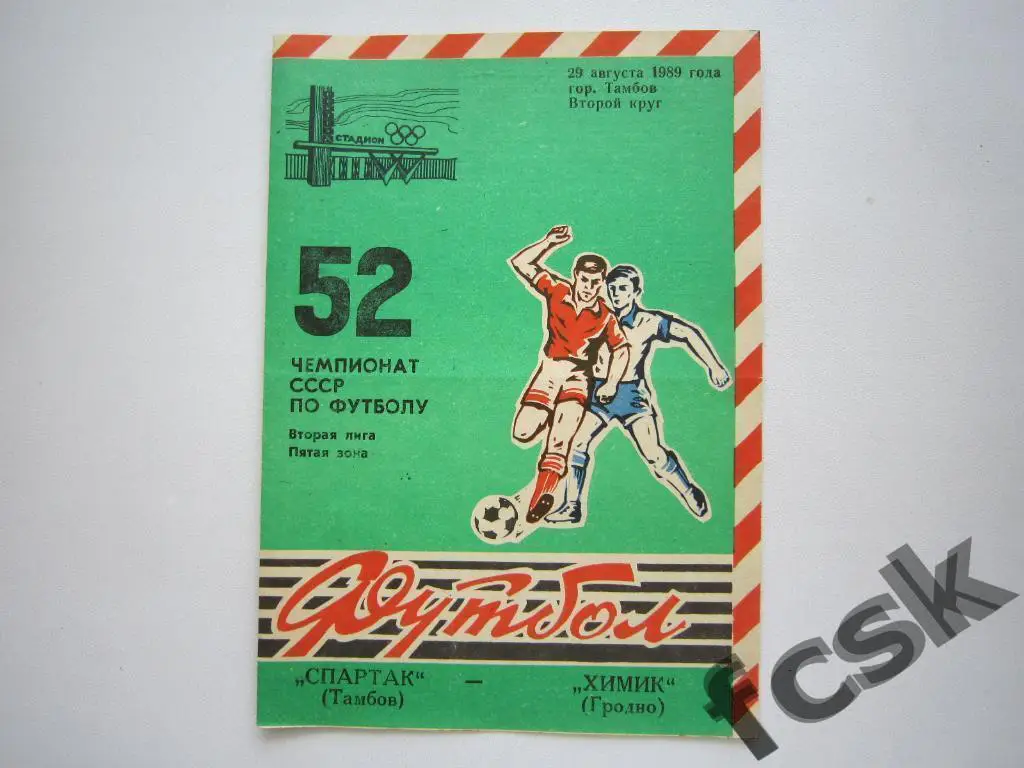 29 августа 1989 года
гор. Тамбов
Второй круг
СТАДИОН
52
ЧЕМПИОНАТ
СССР
ПО ФУТБОЛУ
Вторая лига
Пятая зона
Футбол
„СПАРТАК“ — „ХИМИК“
(Тамбов) (Гродно)
fcsk